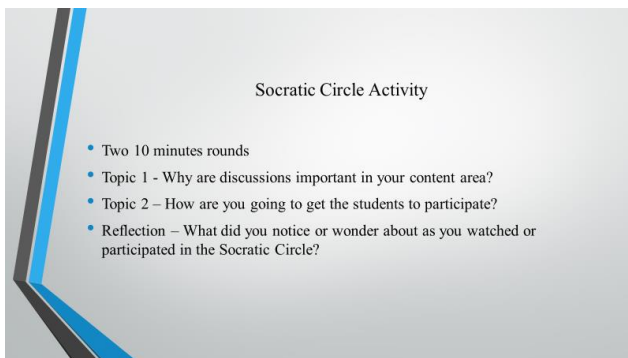 Socratic Circle Activity
• Two 10 minutes rounds
• Topic 1 - Why are discussions important in your content area?
• Topic 2 – How are you going to get the students to participate?
• Reflection – What did you notice or wonder about as you watched or
participated in the Socratic Circle?